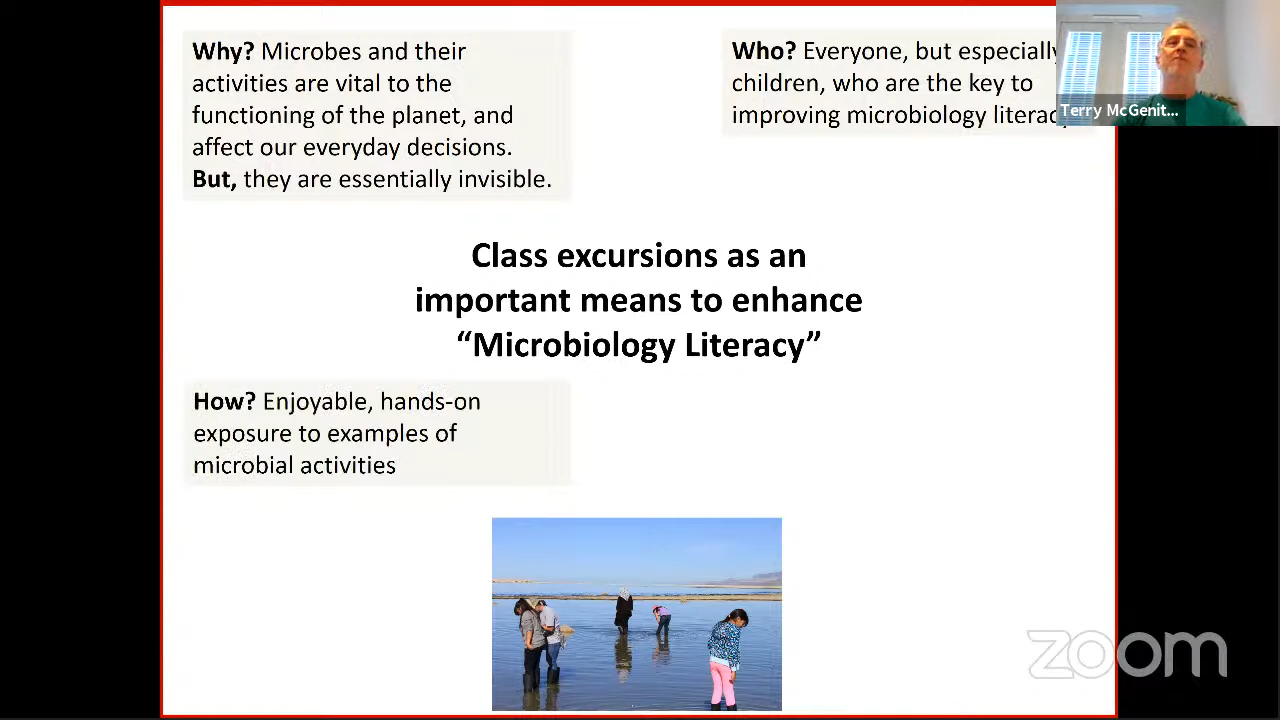 Why? Microbes and their
activities are vital to the
functioning of the planet, and
affect our everyday decisions.
But, they are essentially invisible.
Who? Everyone, but especially
children, who are the key to
improving microbiology literacy
Terry McGenit...
Class excursions as an
important means to enhance
“Microbiology Literacy”
How? Enjoyable, hands-on
exposure to examples of
microbial activities
zoom